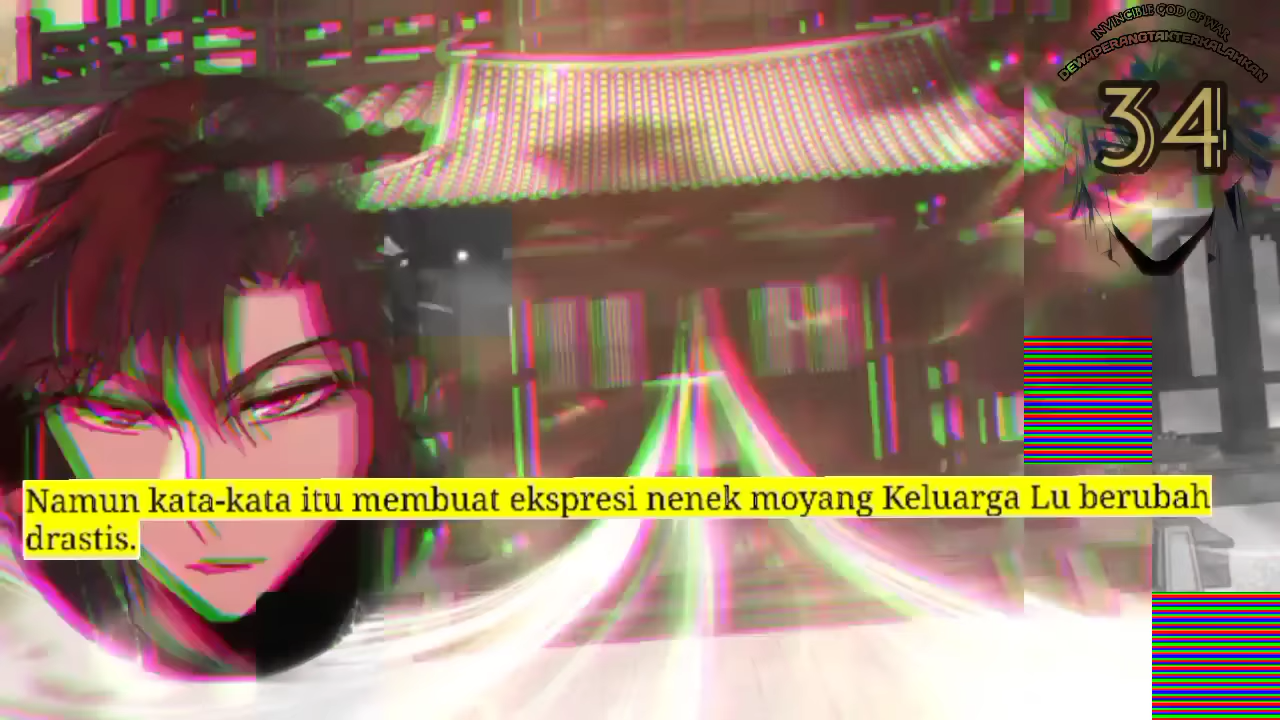 INVINCIBLE GOD OF WAR
DEWAPERANGTAKTERKALAHKAN
34
Namun kata-kata itu membuat ekspresi nenek moyang Keluarga Lu berubah
drastis.